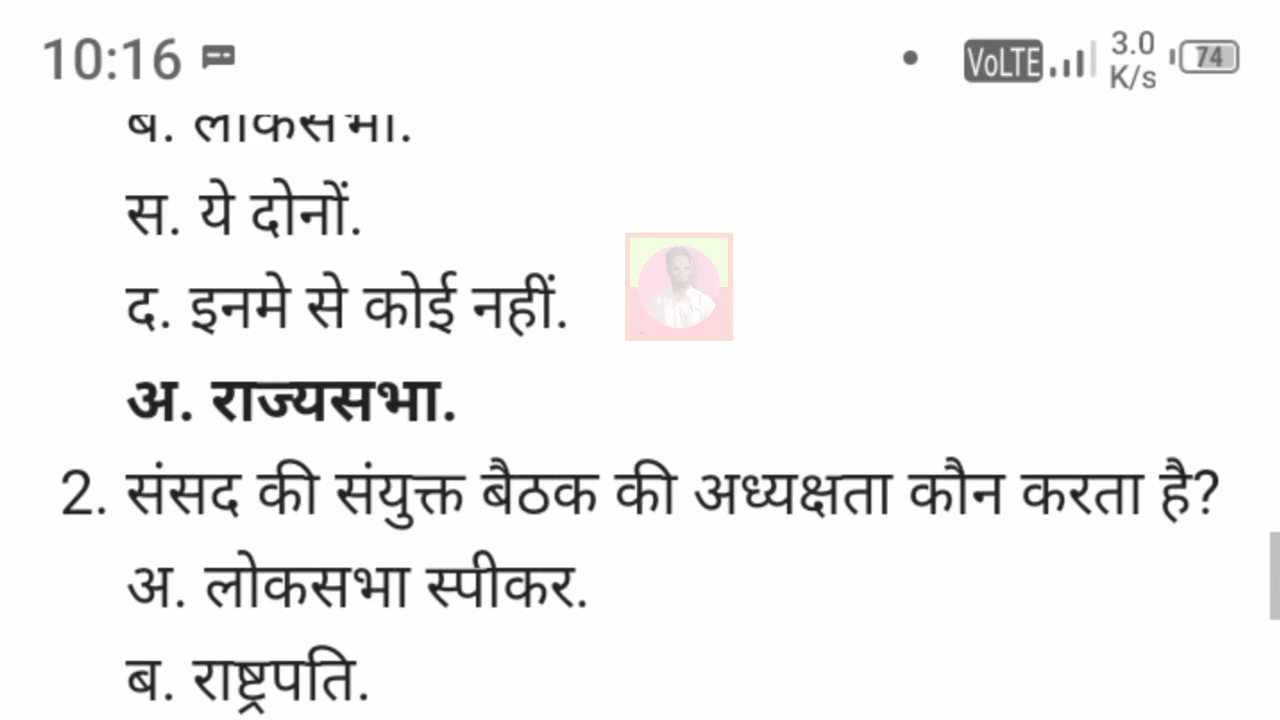 10:16 VoLTE 3.0 K/s 74
ब. लोकसभा.
स. ये दोनों.
द. इनमे से कोई नहीं.
अ. राज्यसभा.
2. संसद की संयुक्त बैठक की अध्यक्षता कौन करता है?
अ. लोकसभा स्पीकर.
ब. राष्ट्रपति.